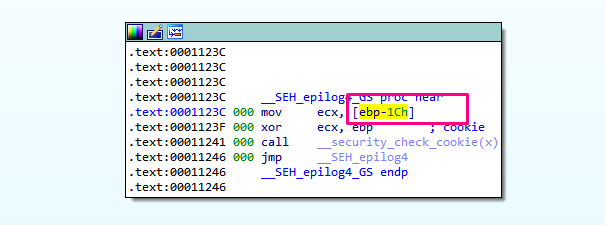 .text:0001123C
.text:0001123C
.text:0001123C
.text:0001123C __SEH_epilog4_GS proc near
.text:0001123C 000 mov ecx, [ebp-1Ch]
.text:0001123F 000 xor ecx, ebp ; cookie
.text:00011241 000 call __security_check_cookie(x)
.text:00011246 000 jmp __SEH_epilog4
.text:00011246 __SEH_epilog4_GS endp
.text:00011246